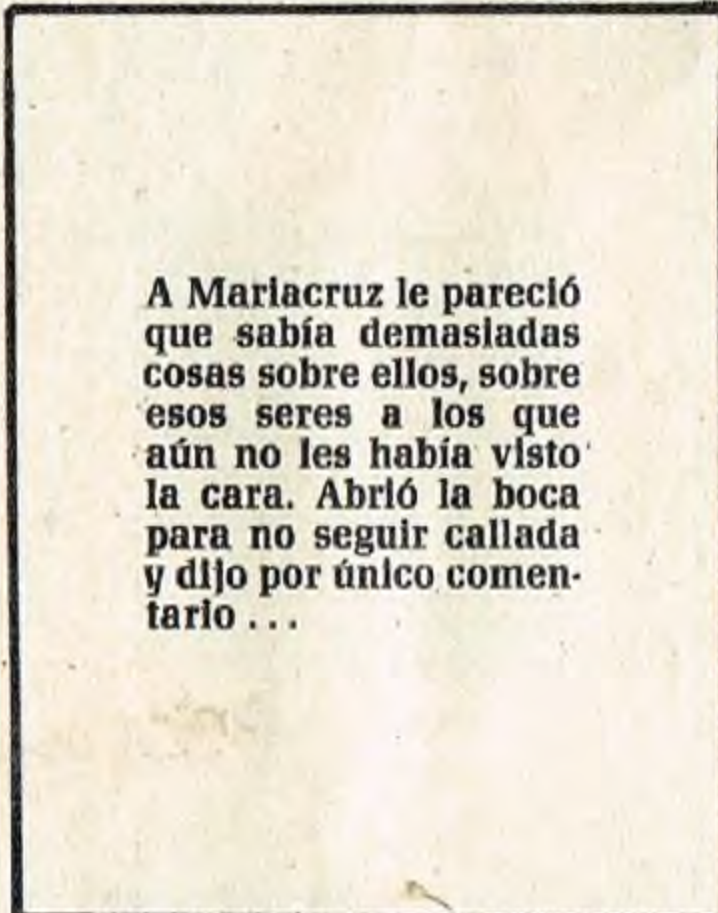 A Mariacruz le pareció
que sabía demasiadas
cosas sobre ellos, sobre
esos seres a los que
aún no les había visto
la cara. Abrió la boca
para no seguir callada
y dijo por único comen-
tario ...